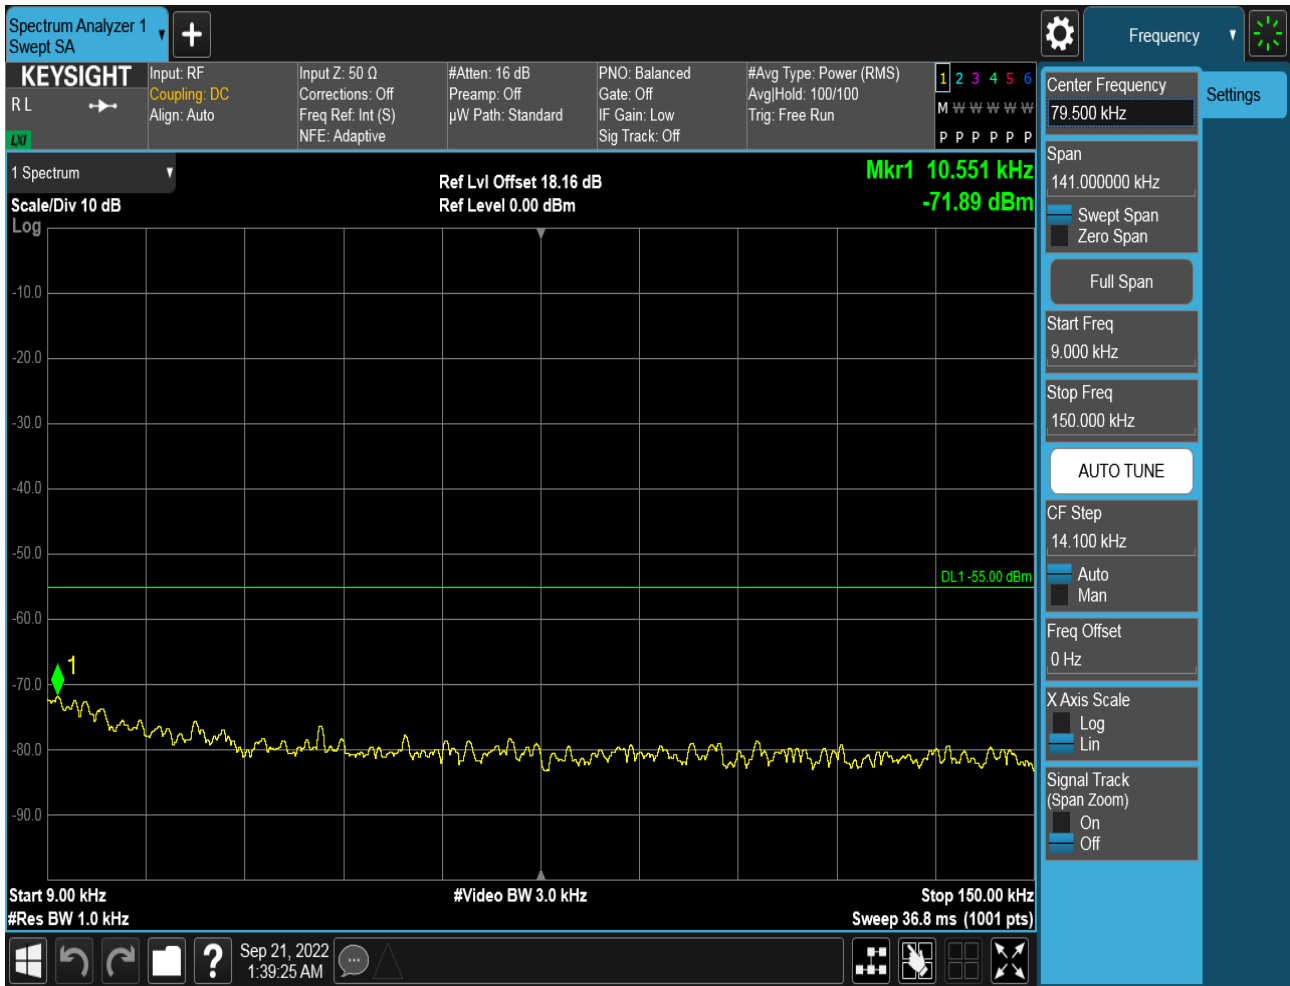 Spectrum Analyzer 1
Swept SA
Frequency
KEYSIGHT
R L
LXI
Input: RF
Coupling: DC
Align: Auto
Input Z: 50 Ω
Corrections: Off
Freq Ref: Int (S)
NFE: Adaptive
#Atten: 16 dB
Preamp: Off
µW Path: Standard
PNO: Balanced
Gate: Off
IF Gain: Low
Sig Track: Off
#Avg Type: Power (RMS)
Avg|Hold: 100/100
Trig: Free Run
1 2 3 4 5 6
M W W W W W
P P P P P P
1 Spectrum
Scale/Div 10 dB
Log
Ref Lvl Offset 18.16 dB
Ref Level 0.00 dBm
Mkr1 10.551 kHz
-71.89 dBm
-10.0
-20.0
-30.0
-40.0
-50.0
DL1 -55.00 dBm
-60.0
1
-70.0
-80.0
-90.0
Start 9.00 kHz
#Res BW 1.0 kHz
#Video BW 3.0 kHz
Stop 150.00 kHz
Sweep 36.8 ms (1001 pts)
Sep 21, 2022
1:39:25 AM
Center Frequency
79.500 kHz
Settings
Span
141.000000 kHz
Swept Span
Zero Span
Full Span
Start Freq
9.000 kHz
Stop Freq
150.000 kHz
AUTO TUNE
CF Step
14.100 kHz
Auto
Man
Freq Offset
0 Hz
X Axis Scale
Log
Lin
Signal Track
(Span Zoom)
On
Off